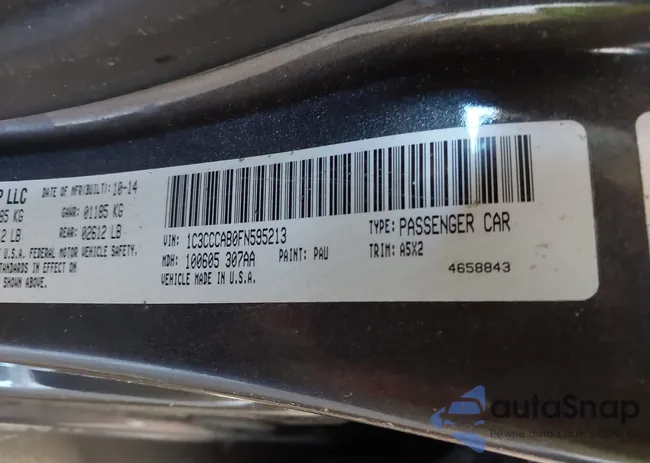 P LLC
DATE OF MFR(BUILT): 10-14
85 KG
GAWR: 01185 KG
2 LB
REAR: 02612 LB
U.S.A. FEDERAL MOTOR VEHICLE SAFETY,
STANDARDS IN EFFECT ON
SHOWN ABOVE.
VIN: 1C3CCCAB0FN595213
TYPE: PASSENGER CAR
MDH: 100605 307AA
PAINT: PAU
TRIM: A5X2
VEHICLE MADE IN U.S.A.
4658843
autoSnap